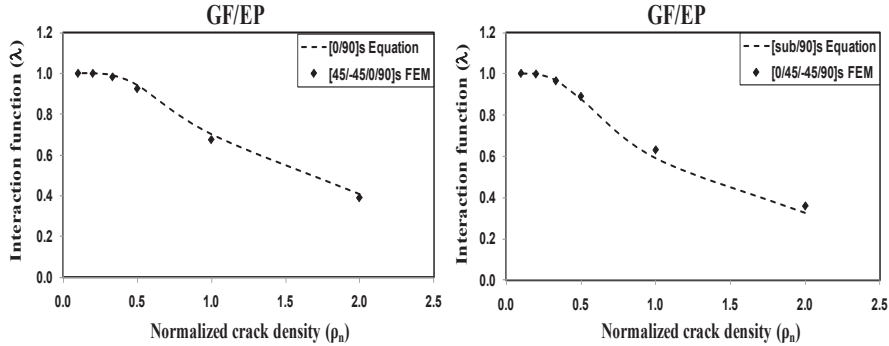 GF/EP
Interaction function (λ)
1.2
1.0
0.8
0.6
0.4
0.2
0.0
[0/90]s Equation
[45/-45/0/90]s FEM
0.0 0.5 1.0 1.5 2.0 2.5
Normalized crack density (ρn)
GF/EP
Interaction function (λ)
1.2
1.0
0.8
0.6
0.4
0.2
0.0
[sub/90]s Equation
[0/45/-45/90]s FEM
0.0 0.5 1.0 1.5 2.0 2.5
Normalized crack density (ρn)